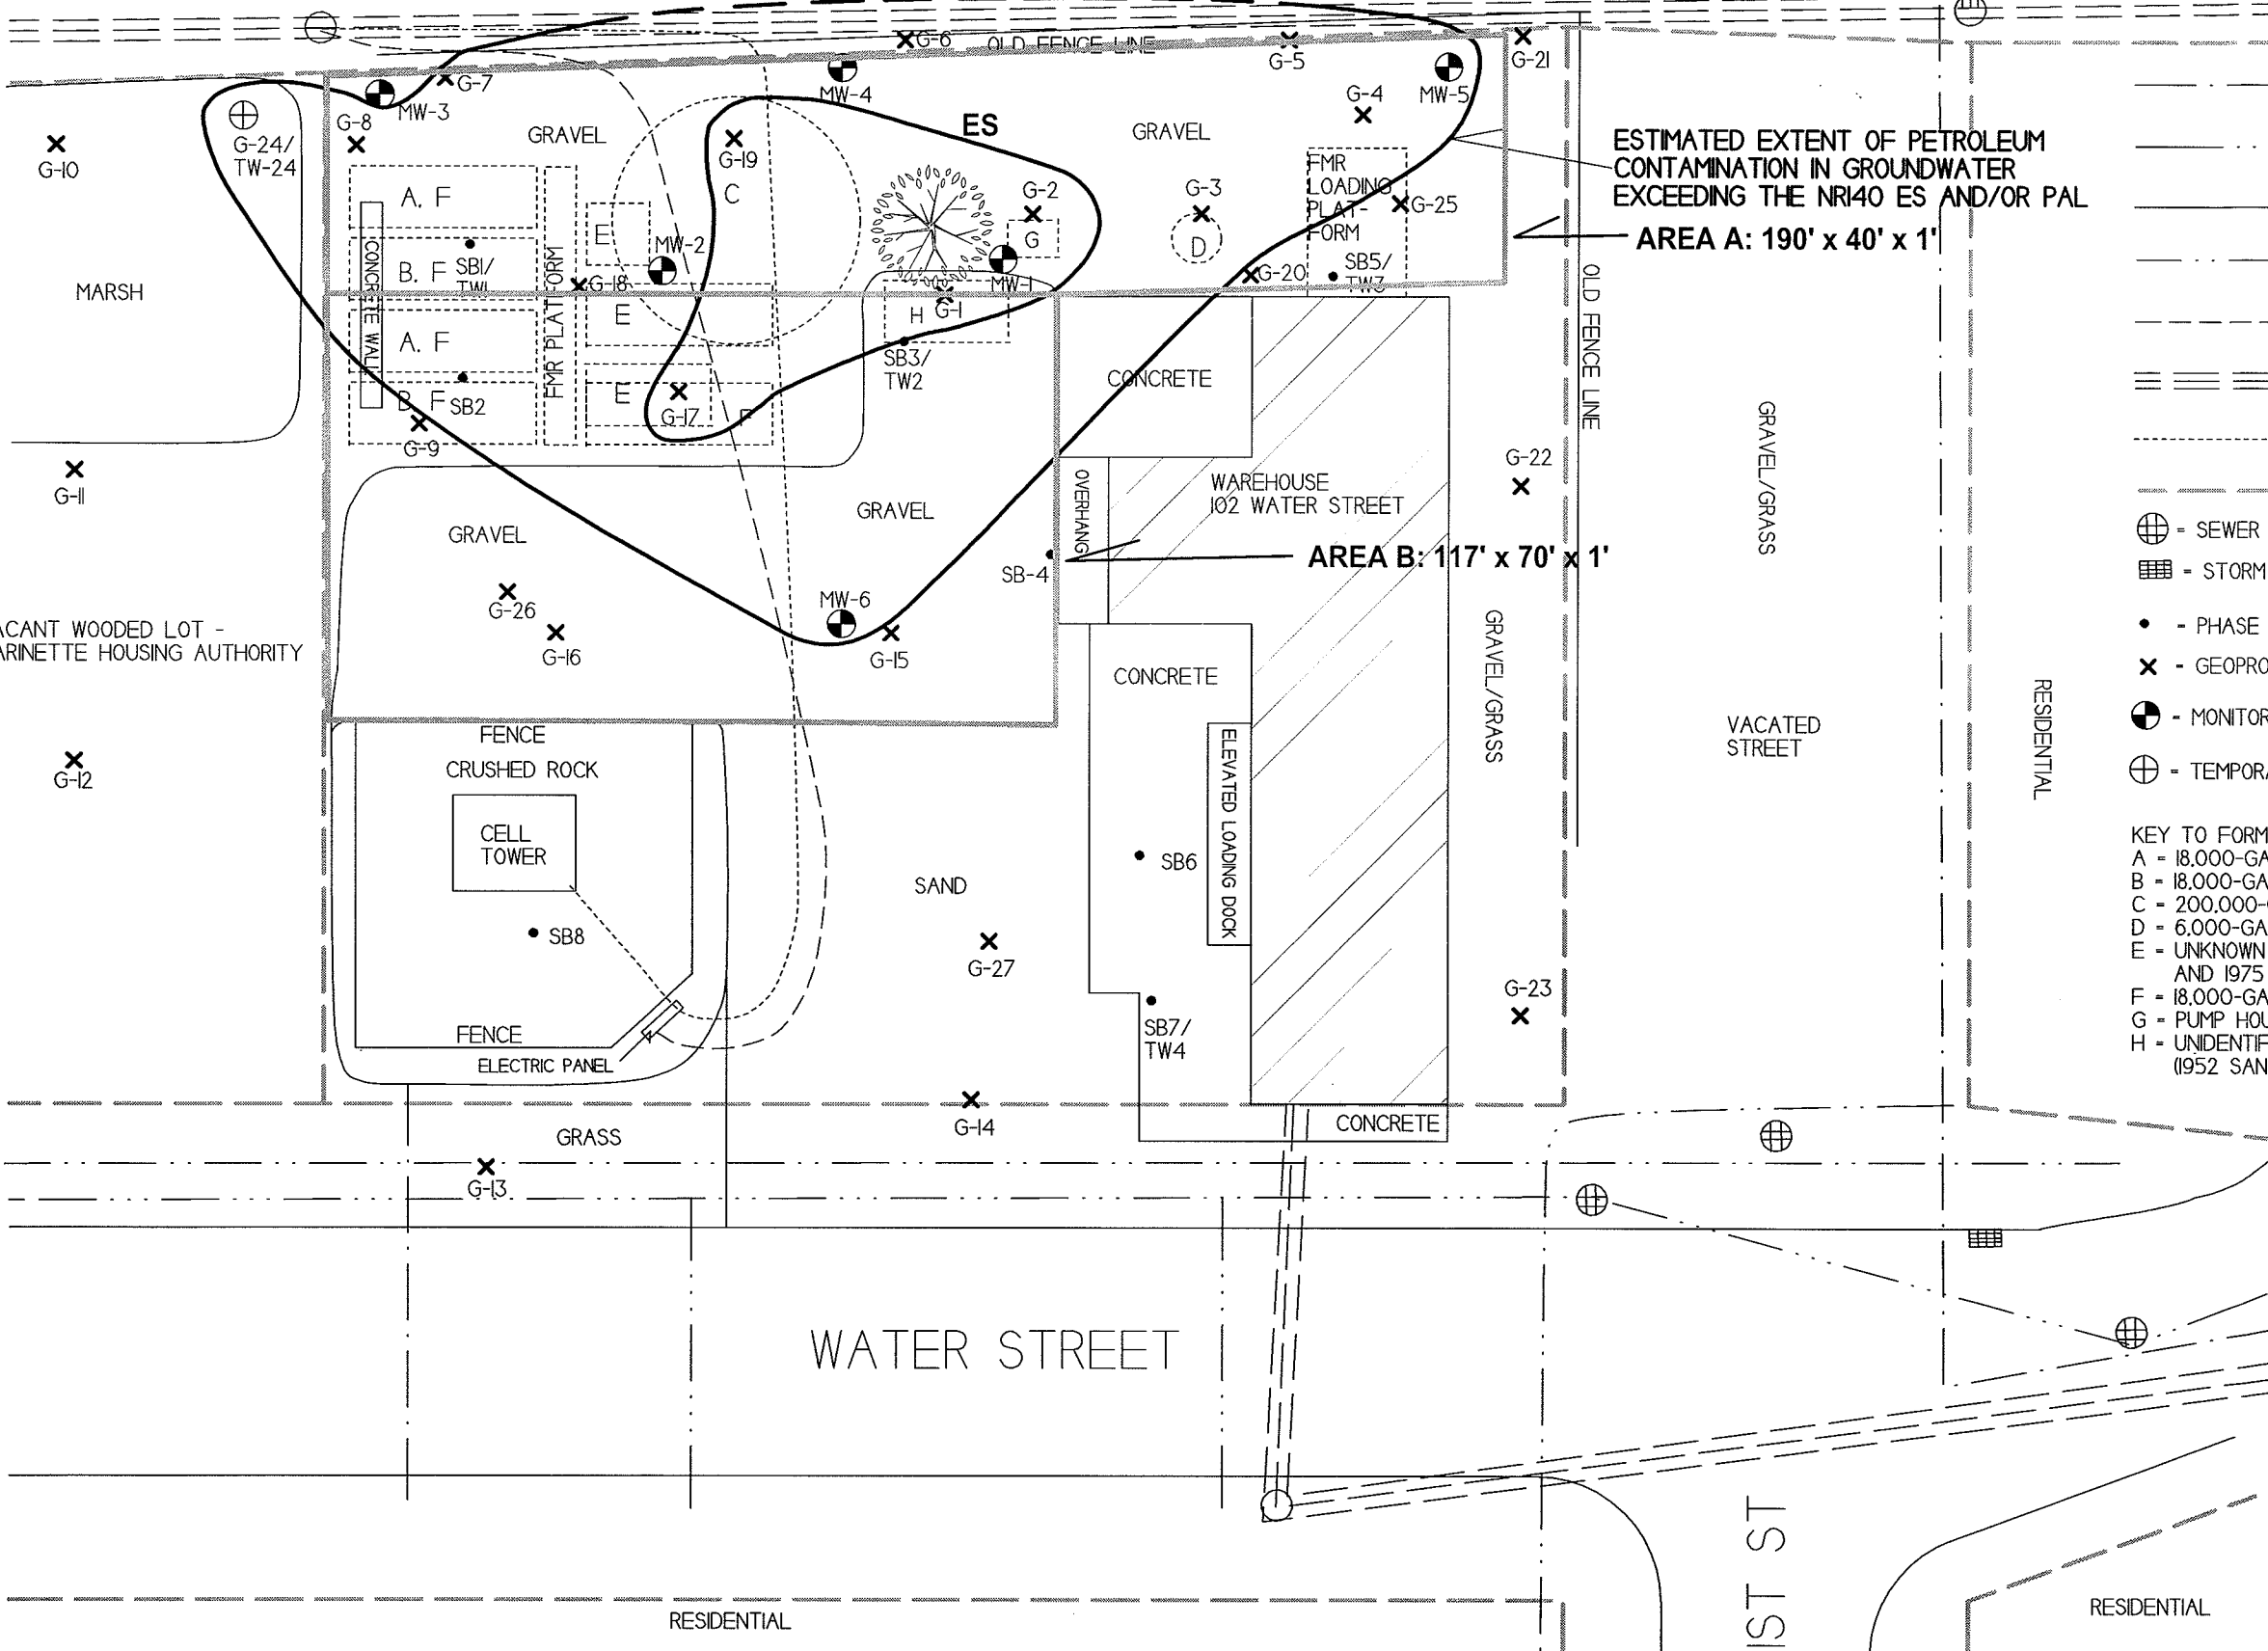 G-6
OLD FENCE LINE
G-5
G-21
MW-3
G-7
MW-4
MW-5
G-4
G-8
G-10
G-24/
TW-24
GRAVEL
G-19
C
ES
GRAVEL
ESTIMATED EXTENT OF PETROLEUM
CONTAMINATION IN GROUNDWATER
EXCEEDING THE NR140 ES AND/OR PAL
AREA A: 190' x 40' x 1'
FMR
LOADING
PLAT-
FORM
G-2
G-3
G-25
A, F
E
MW-2
G
D
CONCRETE WALL
B, F
SB1/
TW1
FMR PLATFORM
G-18
MW-1
G-20
SB5/
TW3
OLD FENCE LINE
MARSH
E
H
G-1
A, F
SB3/
TW2
CONCRETE
B, F
SB2
E
G-17
F
G-9
G-11
G-22
GRAVEL/GRASS
OVERHANG
WAREHOUSE
102 WATER STREET
GRAVEL
GRAVEL
SB-4
AREA B: 117' x 70' x 1'
G-26
G-16
MW-6
G-15
GRAVEL/GRASS
ACANT WOODED LOT -
ARINETTE HOUSING AUTHORITY
CONCRETE
G-12
FENCE
CRUSHED ROCK
CELL
TOWER
ELEVATED LOADING DOCK
VACATED
STREET
RESIDENTIAL
SB6
SAND
SB8
G-27
SB7/
TW4
G-23
FENCE
ELECTRIC PANEL
G-14
GRASS
G-13
CONCRETE
WATER STREET
1ST ST
RESIDENTIAL
RESIDENTIAL
= SEWER
= STORM
= PHASE
= GEOPRO
= MONITOR
= TEMPORA
KEY TO FORM
A = 18,000-GA
B = 18,000-GA
C = 200,000-
D = 6,000-GA
E = UNKNOWN
AND 1975
F = 18,000-GA
G = PUMP HOU
H = UNIDENTIF
(1952 SAN